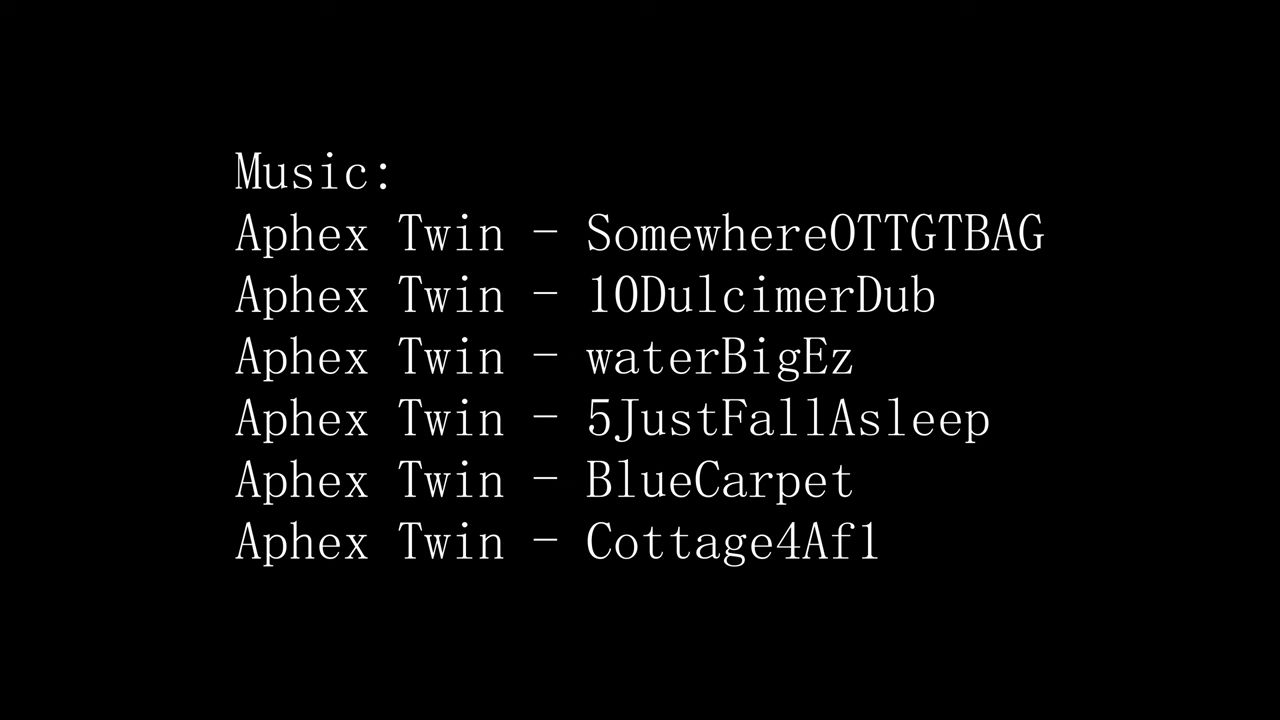 Music:
Aphex Twin - SomewhereOTTGTBAG
Aphex Twin - 10DulcimerDub
Aphex Twin - waterBigEz
Aphex Twin - 5JustFallAsleep
Aphex Twin - BlueCarpet
Aphex Twin - Cottage4Af1